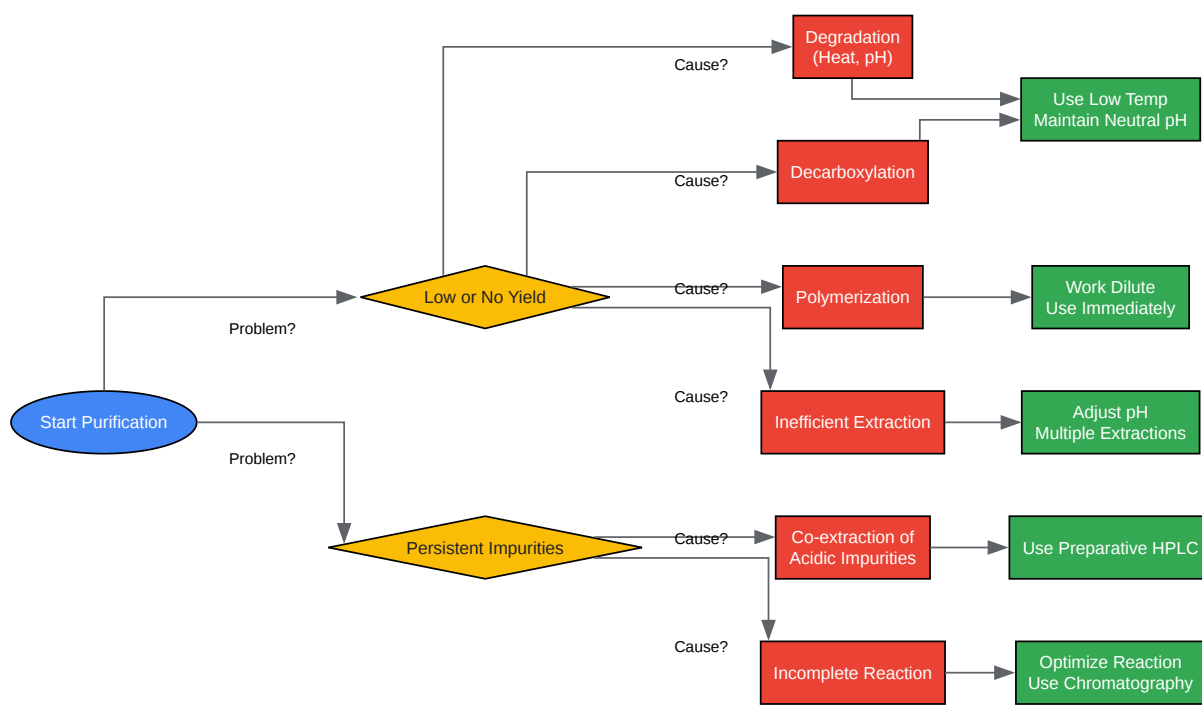 Degradation
(Heat, pH)
Cause?
Use Low Temp
Maintain Neutral pH
Decarboxylation
Cause?
Low or No Yield
Cause?
Polymerization
Work Dilute
Use Immediately
Problem?
Start Purification
Cause?
Inefficient Extraction
Adjust pH
Multiple Extractions
Problem?
Persistent Impurities
Cause?
Co-extraction of
Acidic Impurities
Use Preparative HPLC
Cause?
Incomplete Reaction
Optimize Reaction
Use Chromatography